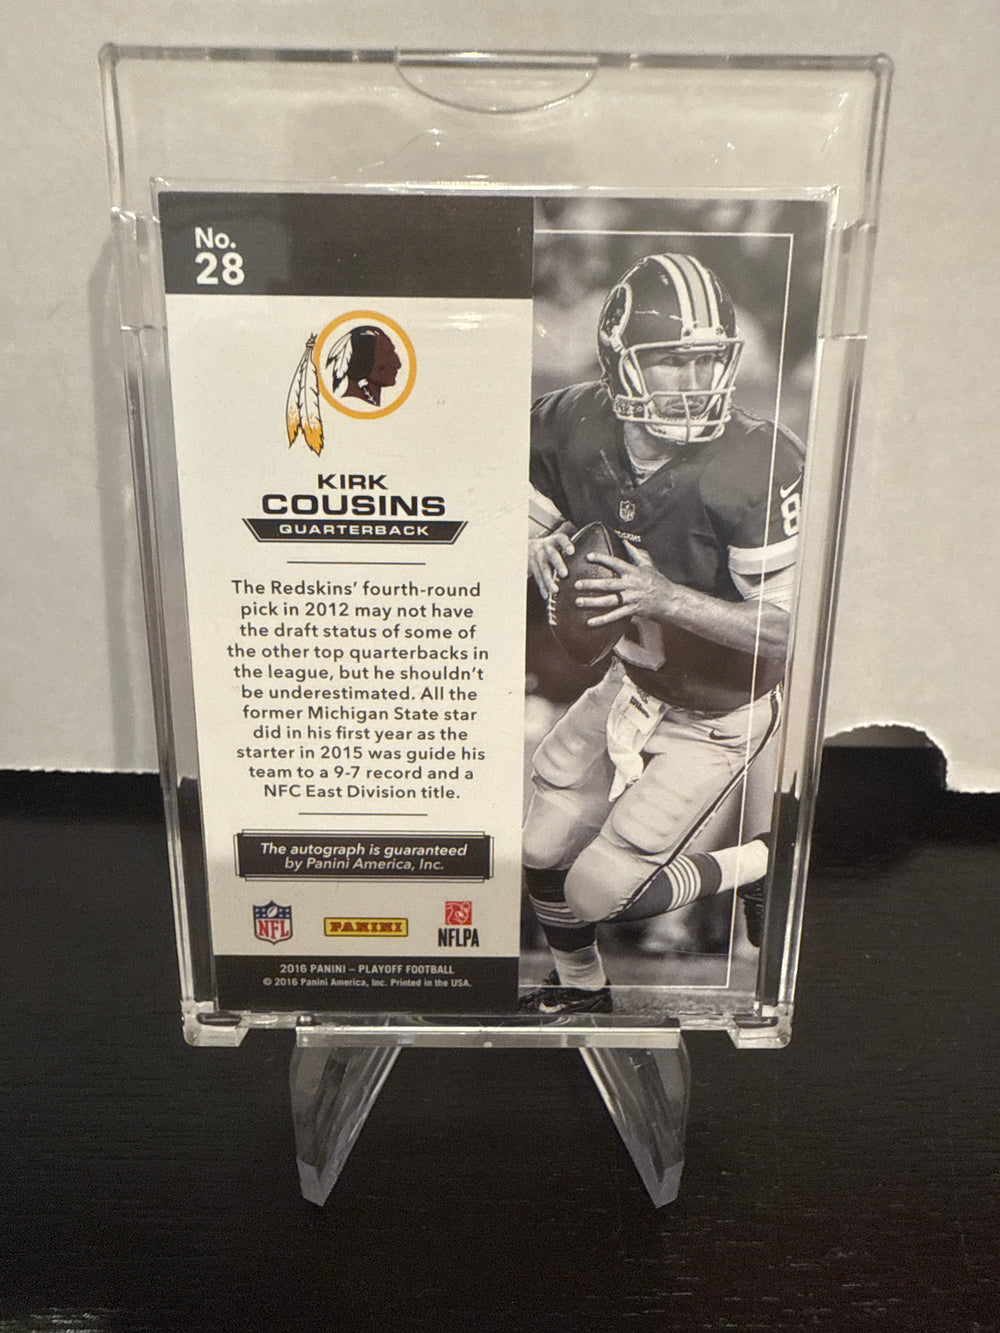 No.
28
KIRK
COUSINS
QUARTERBACK
The Redskins’ fourth-round
pick in 2012 may not have
the draft status of some of
the other top quarterbacks in
the league, but he shouldn’t
be underestimated. All the
former Michigan State star
did in his first year as the
starter in 2015 was guide his
team to a 9-7 record and a
NFC East Division title.
The autograph is guaranteed
by Panini America, Inc.
NFL
PANINI
NFLPA
2016 PANINI – PLAYOFF FOOTBALL
© 2016 Panini America, Inc. Printed in the USA.
8
Wilson